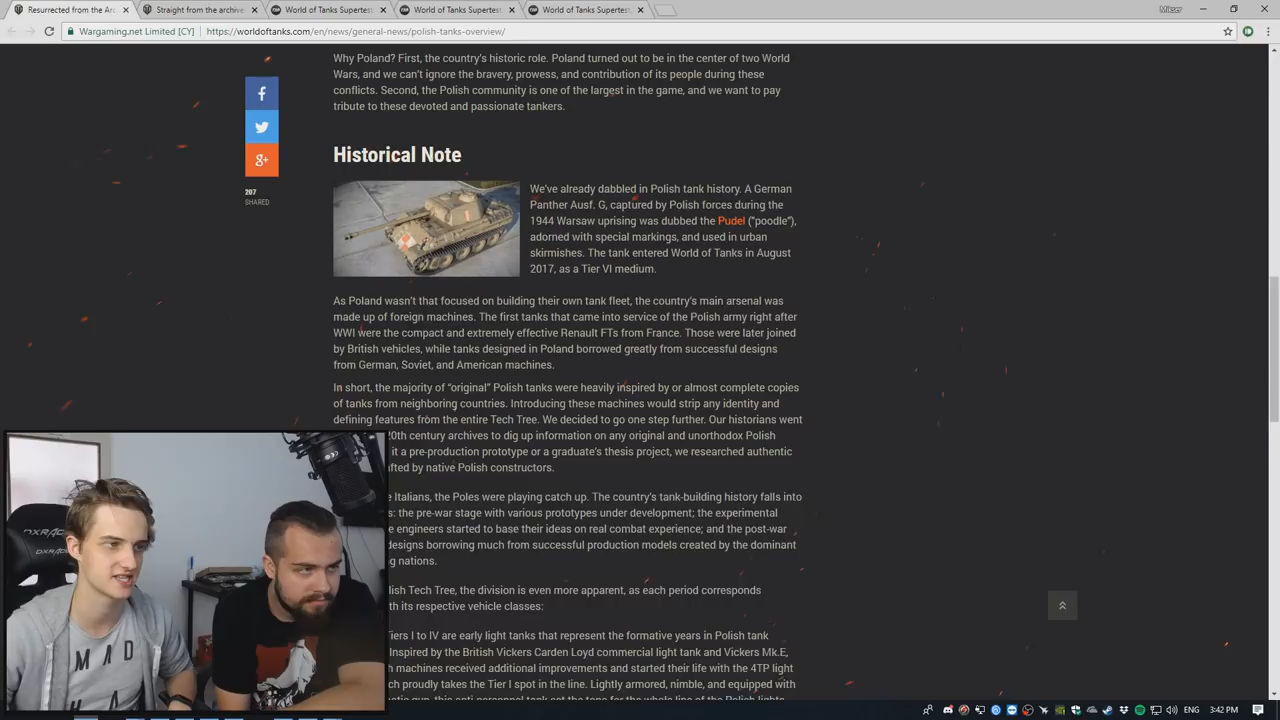 Resurrected from the Arc
Straight from the archive
World of Tanks Supertest
World of Tanks Supertest
World of Tanks Supertest
Wargaming.net Limited [CY]
https://worldoftanks.com/en/news/general-news/polish-tanks-overview/
Why Poland? First, the country's historic role. Poland turned out to be in the center of two World
Wars, and we can't ignore the bravery, prowess, and contribution of its people during these
conflicts. Second, the Polish community is one of the largest in the game, and we want to pay
tribute to these devoted and passionate tankers.
207
SHARED
Historical Note
We've already dabbled in Polish tank history. A German
Panther Ausf. G, captured by Polish forces during the
1944 Warsaw uprising was dubbed the Pudel ("poodle"),
adorned with special markings, and used in urban
skirmishes. The tank entered World of Tanks in August
2017, as a Tier VI medium.
As Poland wasn't that focused on building their own tank fleet, the country's main arsenal was
made up of foreign machines. The first tanks that came into service of the Polish army right after
WWI were the compact and extremely effective Renault FTs from France. Those were later joined
by British vehicles, while tanks designed in Poland borrowed greatly from successful designs
from German, Soviet, and American machines.
In short, the majority of “original” Polish tanks were heavily inspired by or almost complete copies
of tanks from neighboring countries. Introducing these machines would strip any identity and
defining features from the entire Tech Tree. We decided to go one step further. Our historians went
20th century archives to dig up information on any original and unorthodox Polish
it a pre-production prototype or a graduate's thesis project, we researched authentic
fted by native Polish constructors.
e Italians, the Poles were playing catch up. The country's tank-building history falls into
s: the pre-war stage with various prototypes under development; the experimental
e engineers started to base their ideas on real combat experience; and the post-war
esigns borrowing much from successful production models created by the dominant
g nations.
lish Tech Tree, the division is even more apparent, as each period corresponds
th its respective vehicle classes:
Tiers I to IV are early light tanks that represent the formative years in Polish tank
Inspired by the British Vickers Carden Loyd commercial light tank and Vickers Mk.E,
h machines received additional improvements and started their life with the 4TP light
ch proudly takes the Tier I spot in the line. Lightly armored, nimble, and equipped with
DXRACER
DXRAC
MAD
ENG
3:42 PM